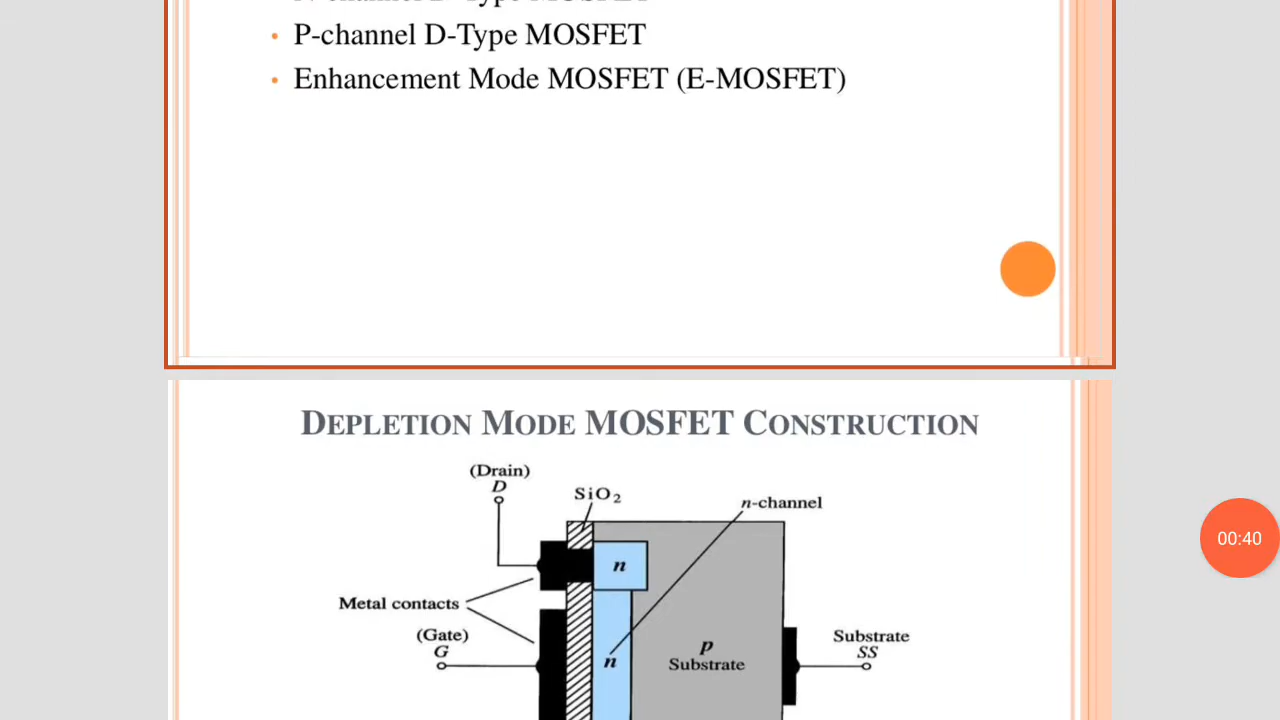 P-channel D-Type MOSFET
• Enhancement Mode MOSFET (E-MOSFET)
DEPLETION MODE MOSFET CONSTRUCTION
(Drain)
D
SiO2
n-channel
n
Metal contacts
(Gate)
G
n
p
Substrate
Substrate
SS
00:40